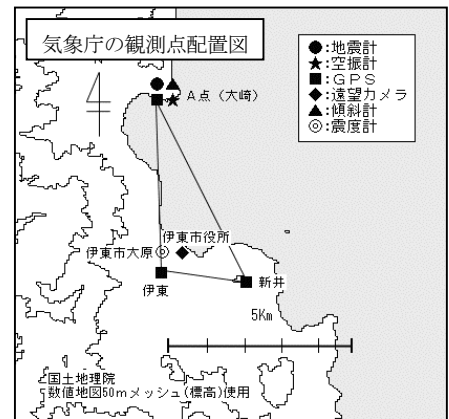 気象庁の観測点配置図
●:地震計
★:空振計
■:GPS
◆:遠望カメラ
▲:傾斜計
◎:震度計
A点(大崎)
伊東市役所
伊東市大原
伊東
新井
5Km
国土地理院
数値地図50mメッシュ(標高)使用